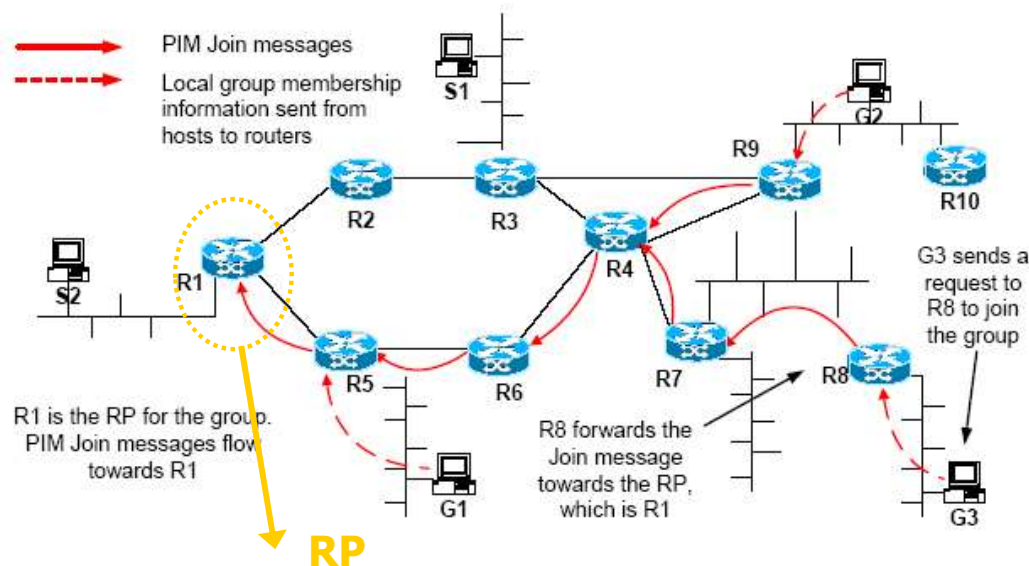 PIM Join messages
Local group membership
information sent from
hosts to routers
S1
G2
R9
R10
R2
R3
R4
R1
S2
G3 sends a
request to
R8 to join
the group
R5
R6
R7
R8
R1 is the RP for the group.
PIM Join messages flow
towards R1
R8 forwards the
Join message
towards the RP,
which is R1
G1
G3
RP